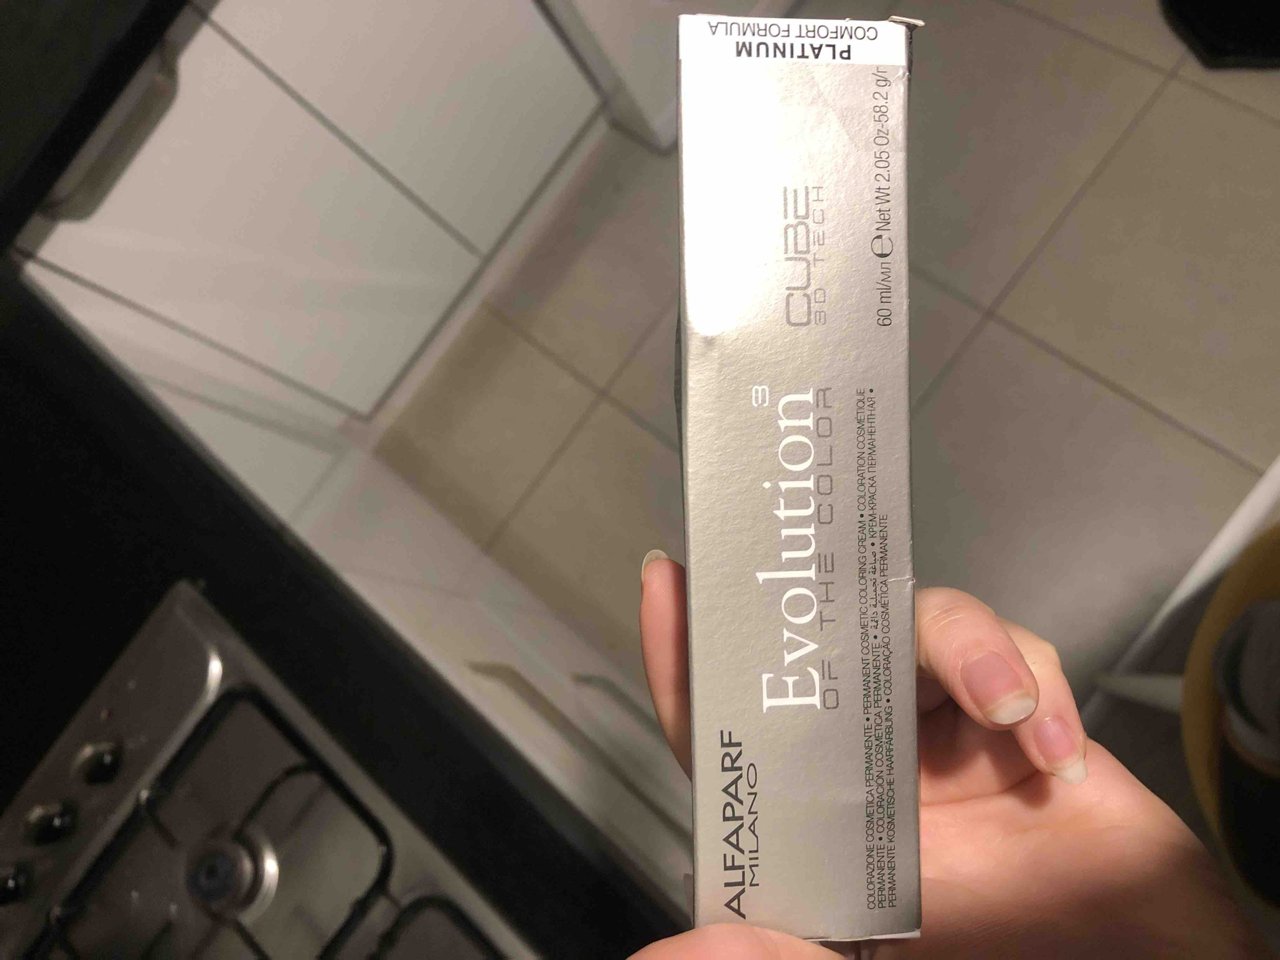 PLATINUM
COMFORT FORMULA
ALFAPARF
MILANO
Evolution3
OF THE COLOR
CUBE
3D TECH
60 ml/мл e Net Wt 2.05 Oz-58.2 g/г
COLORAZIONE COSMETICA PERMANENTE • PERMANENT COSMETIC COLORING CREAM • COLORATION COSMÉTIQUE
PERMANENTE • COLORACIÓN COSMÉTICA PERMANENTE • صباغة تجميلية دائمة • КРЕМ-КРАСКА ПЕРМАНЕНТНАЯ •
PERMANENTE KOSMETISCHE HAARFÄRBUNG • COLORAÇÃO COSMÉTICA PERMANENTE